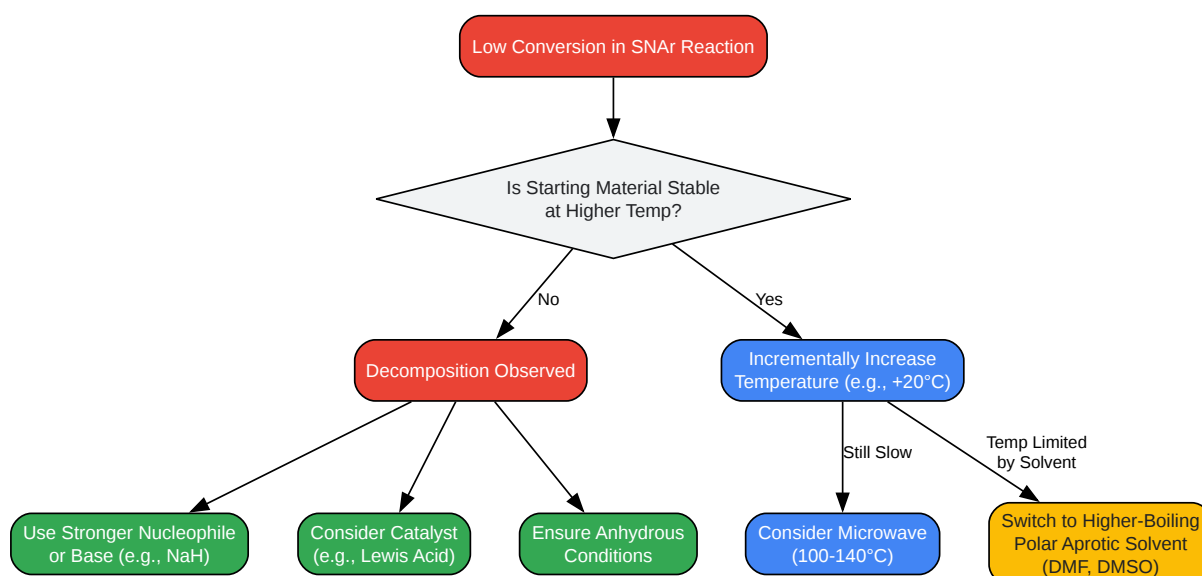 Low Conversion in SNAr Reaction
Is Starting Material Stable
at Higher Temp?
No
Yes
Decomposition Observed
Incrementally Increase
Temperature (e.g., +20°C)
Still Slow
Temp Limited
by Solvent
Use Stronger Nucleophile
or Base (e.g., NaH)
Consider Catalyst
(e.g., Lewis Acid)
Ensure Anhydrous
Conditions
Consider Microwave
(100-140°C)
Switch to Higher-Boiling
Polar Aprotic Solvent
(DMF, DMSO)